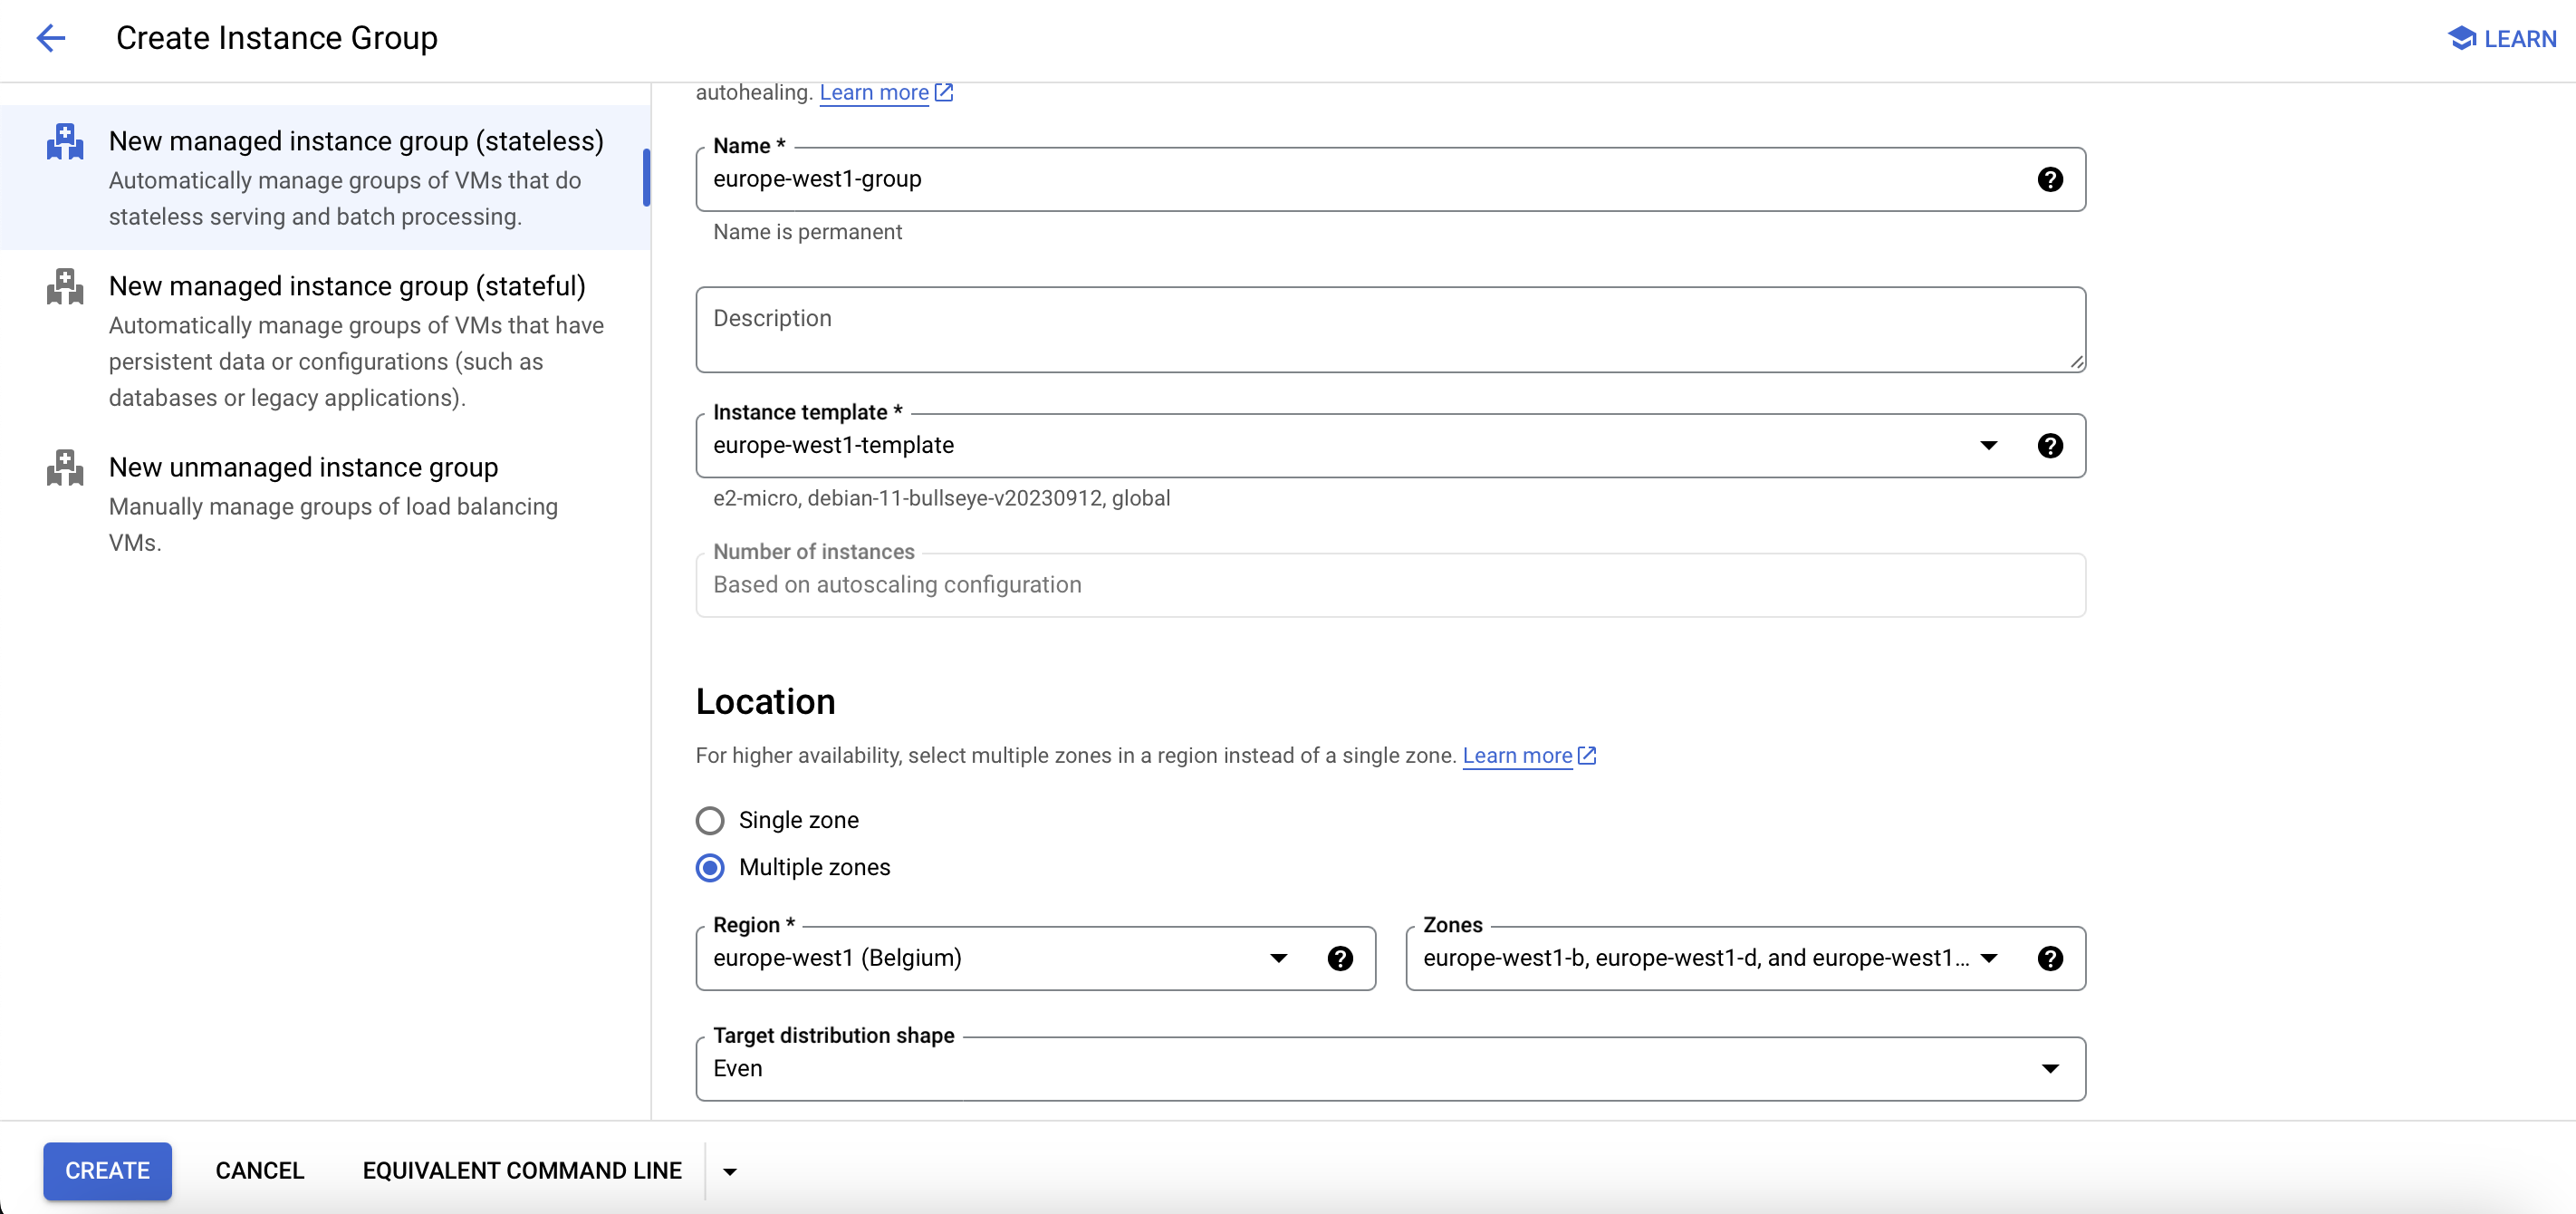 Create Instance Group
LEARN
New managed instance group (stateless)
Automatically manage groups of VMs that do
stateless serving and batch processing.
New managed instance group (stateful)
Automatically manage groups of VMs that have
persistent data or configurations (such as
databases or legacy applications).
New unmanaged instance group
Manually manage groups of load balancing
VMs.
autohealing. Learn more
Name *
europe-west1-group
Name is permanent
Description
Instance template *
europe-west1-template
e2-micro, debian-11-bullseye-v20230912, global
Number of instances
Based on autoscaling configuration
Location
For higher availability, select multiple zones in a region instead of a single zone. Learn more
Single zone
Multiple zones
Region *
europe-west1 (Belgium)
Zones
europe-west1-b, europe-west1-d, and europe-west1...
Target distribution shape
Even
CREATE
CANCEL
EQUIVALENT COMMAND LINE